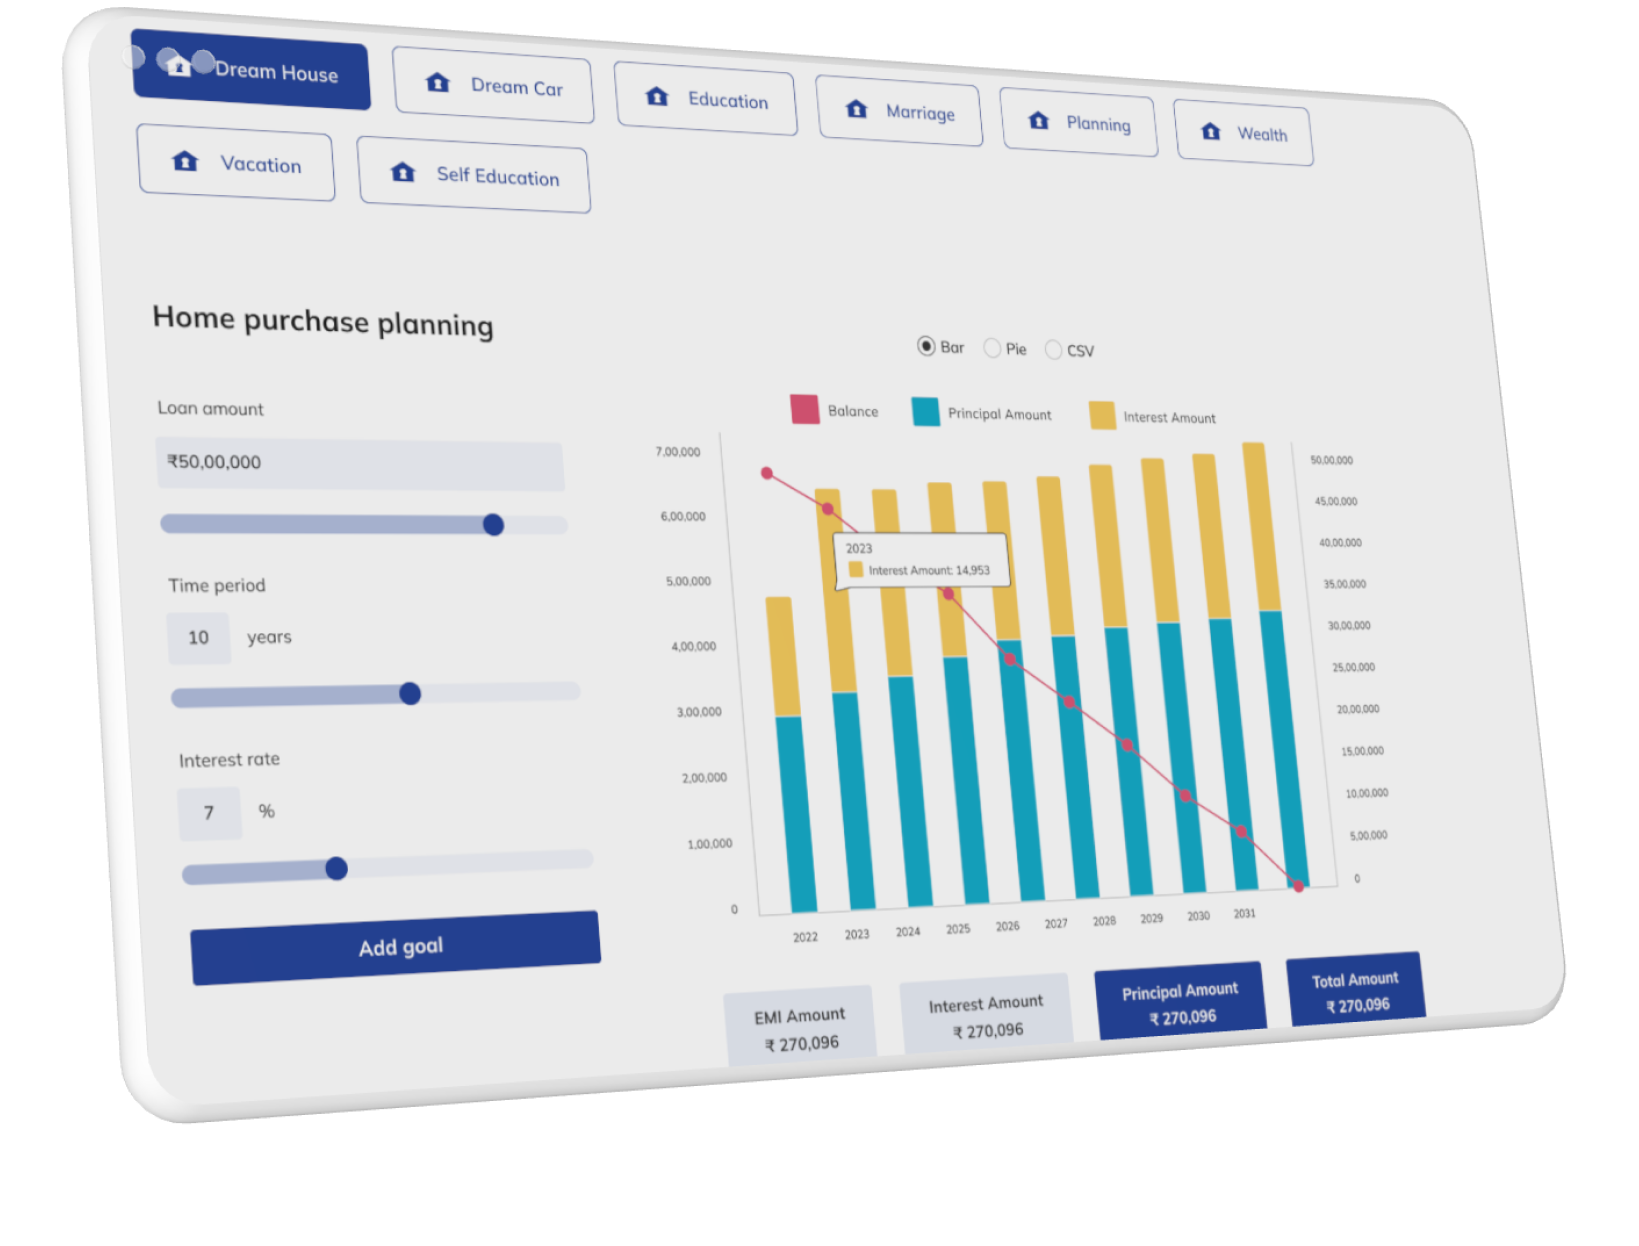 Dream House
Dream Car
Education
Marriage
Planning
Wealth
Vacation
Self Education
Home purchase planning
Loan amount
₹50,00,000
Time period
10 years
Interest rate
7 %
Add goal
Bar Pie CSV
Balance Principal Amount Interest Amount
7,00,000
6,00,000
5,00,000
4,00,000
3,00,000
2,00,000
1,00,000
0
2023
Interest Amount: 14,953
50,00,000
45,00,000
40,00,000
35,00,000
30,00,000
25,00,000
20,00,000
15,00,000
10,00,000
5,00,000
0
2022 2023 2024 2025 2026 2027 2028 2029 2030 2031
EMI Amount
₹ 270,096
Interest Amount
₹ 270,096
Principal Amount
₹ 270,096
Total Amount
₹ 270,096